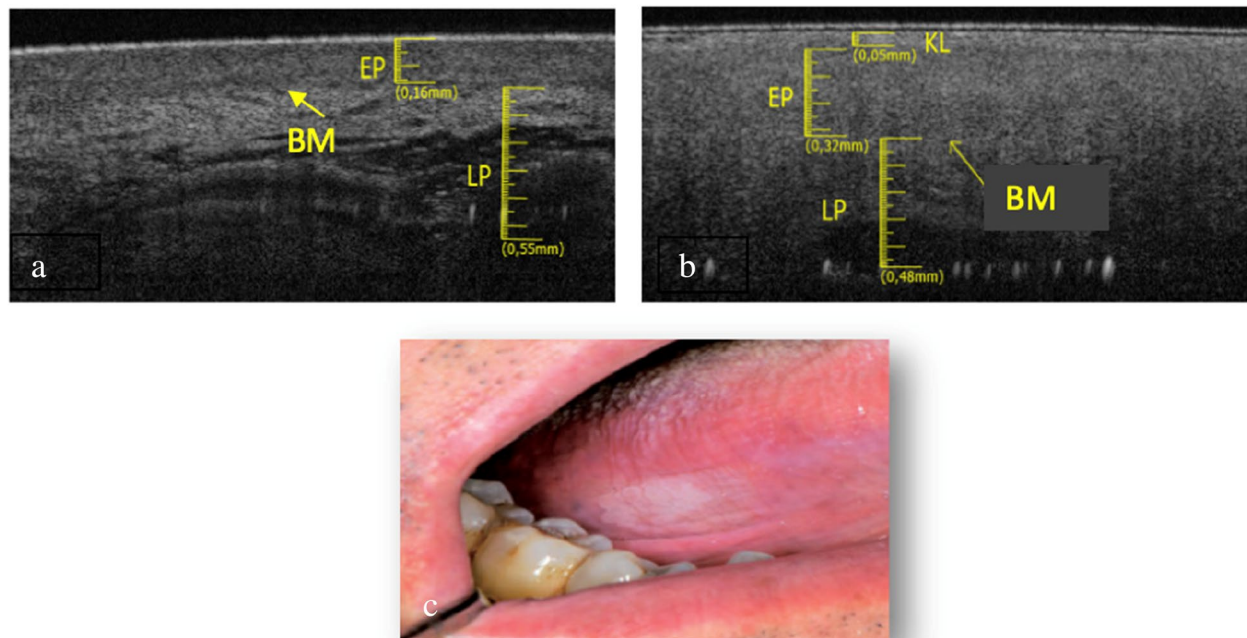 EP
(0,16mm)
BM
LP
(0,55mm)
a
KL
(0,05mm)
EP
(0,32mm)
BM
LP
(0,48mm)
b
c